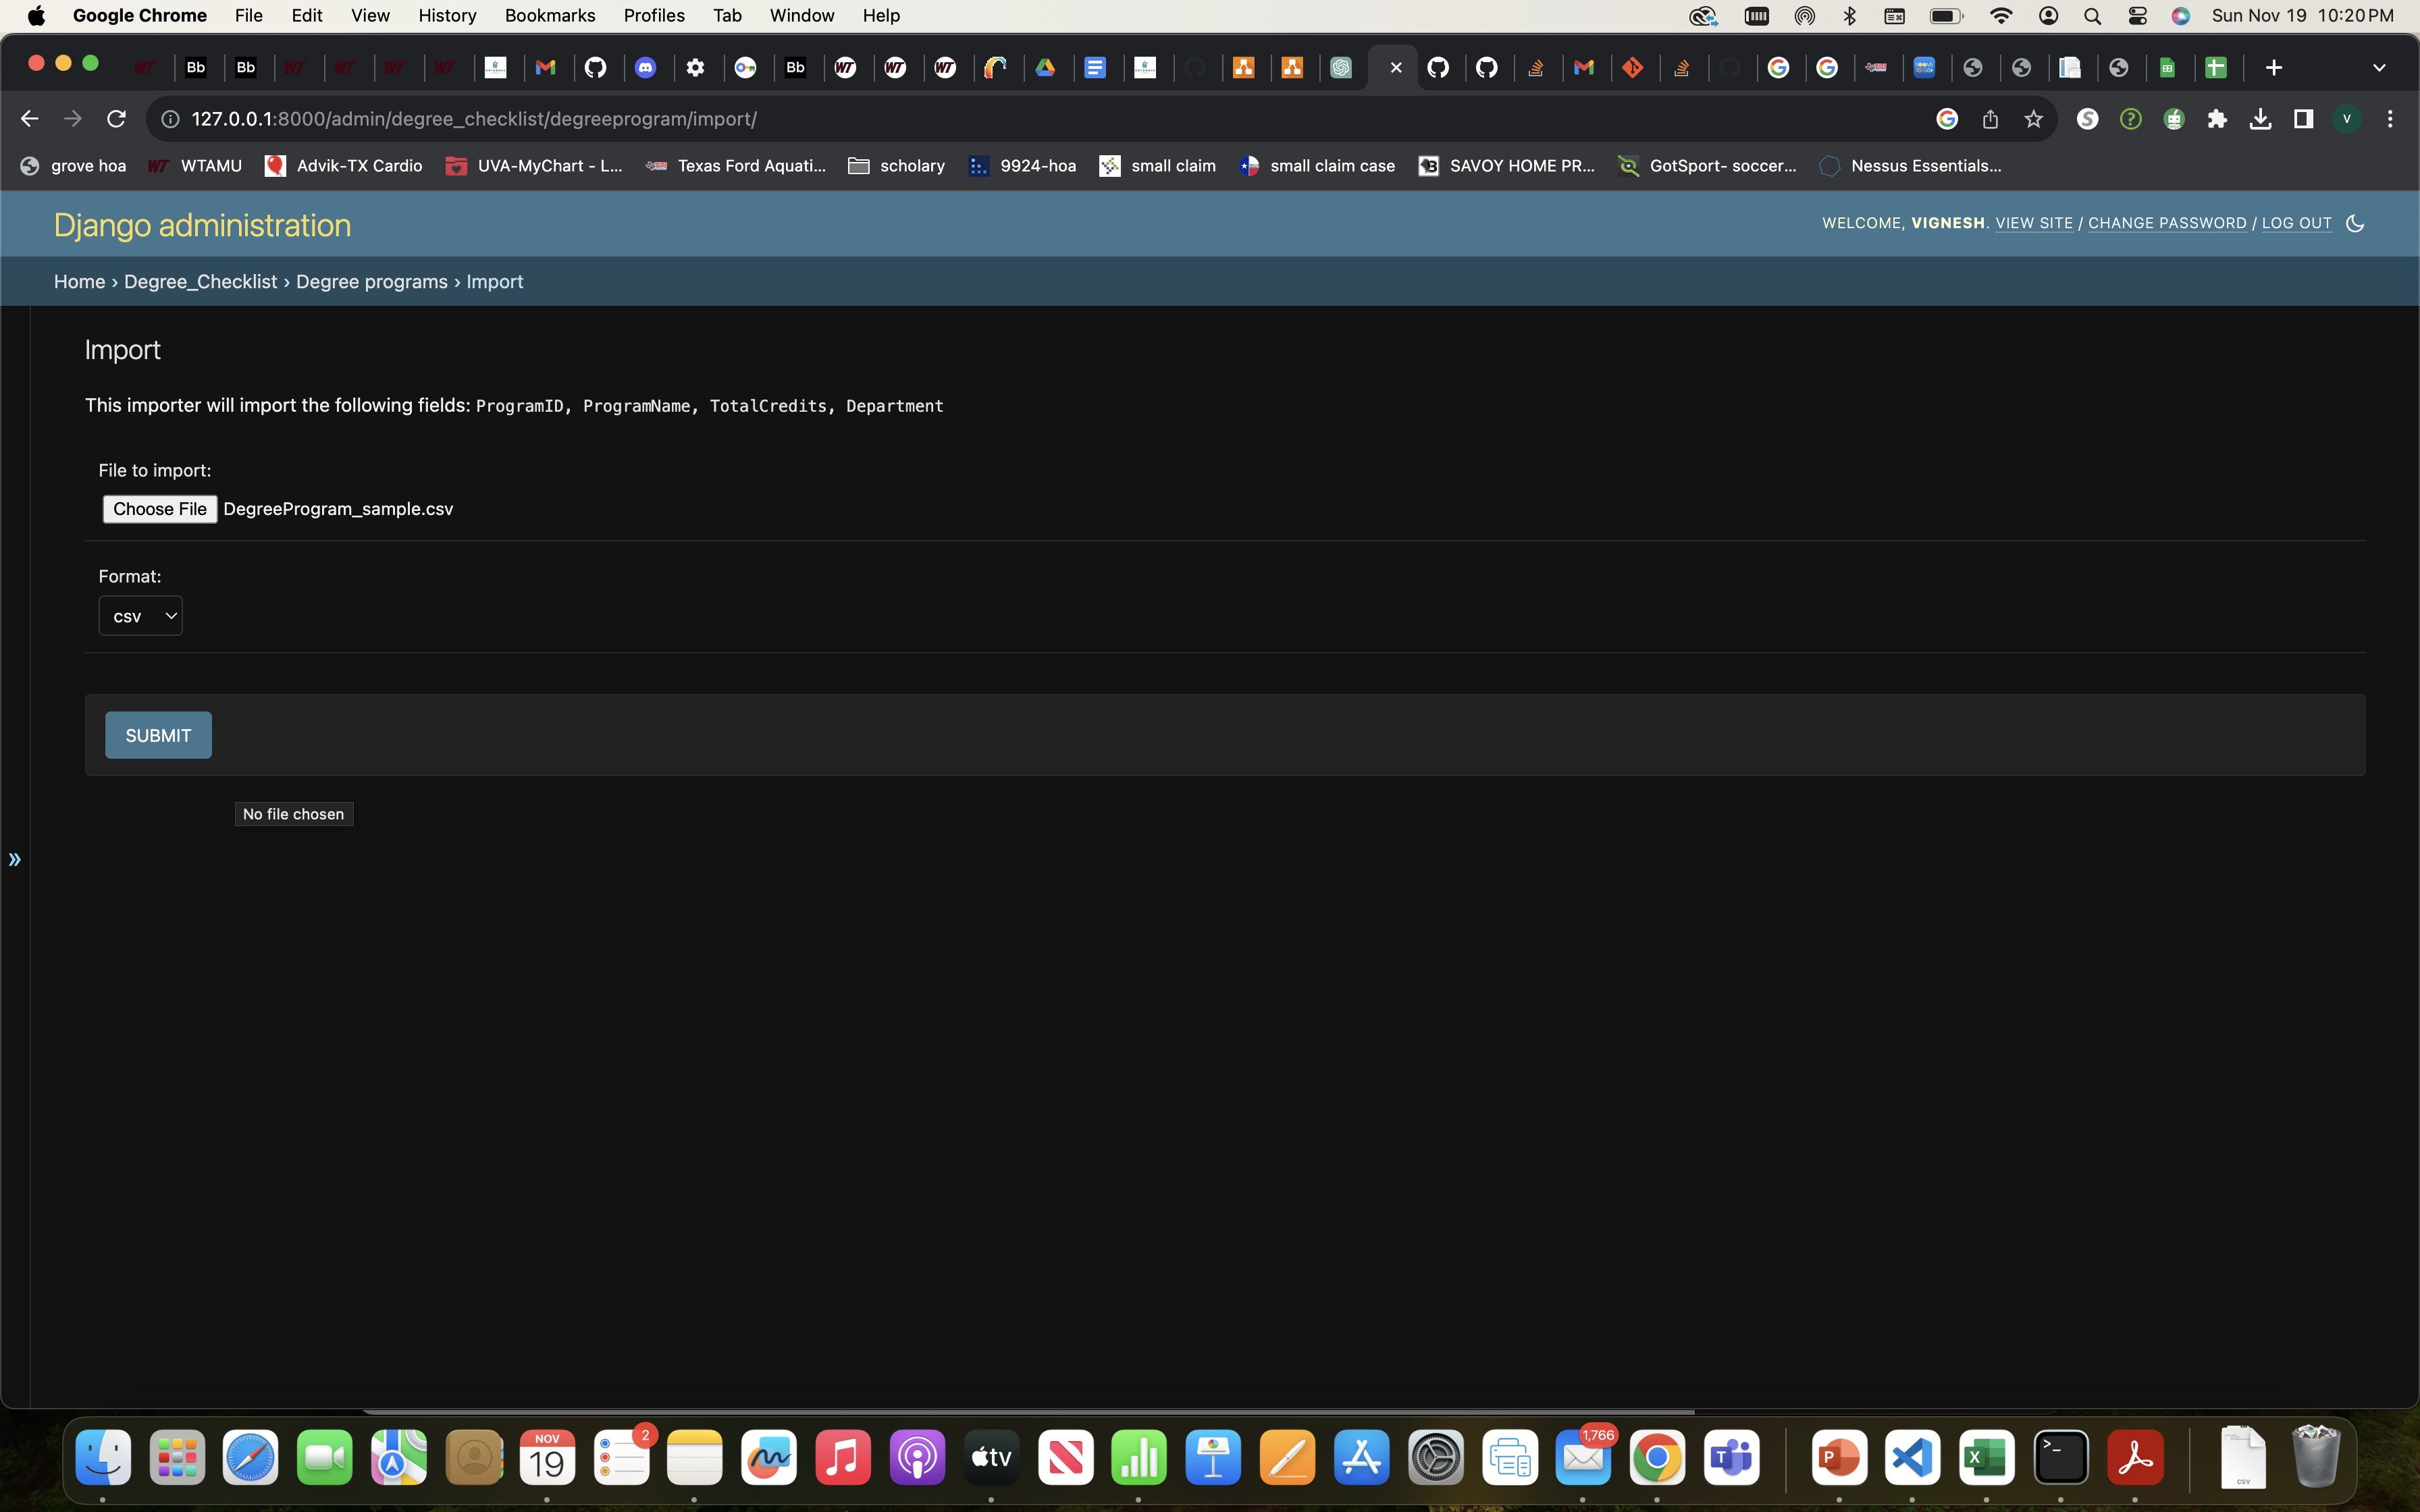 Google Chrome File Edit View History Bookmarks Profiles Tab Window Help Sun Nov 19 10:20 PM
Bb Bb Bb
127.0.0.1:8000/admin/degree_checklist/degreeprogram/import/
grove hoa WTAMU Advik-TX Cardio UVA-MyChart - L... Texas Ford Aquati... scholary 9924-hoa small claim small claim case SAVOY HOME PR... GotSport- soccer... Nessus Essentials...
Django administration
WELCOME, VIGNESH. VIEW SITE / CHANGE PASSWORD / LOG OUT
Home › Degree_Checklist › Degree programs › Import
Import
This importer will import the following fields: ProgramID, ProgramName, TotalCredits, Department
File to import:
Choose File DegreeProgram_sample.csv
Format:
csv
SUBMIT
No file chosen
»
NOV
19
2
tv
1,766
CSV